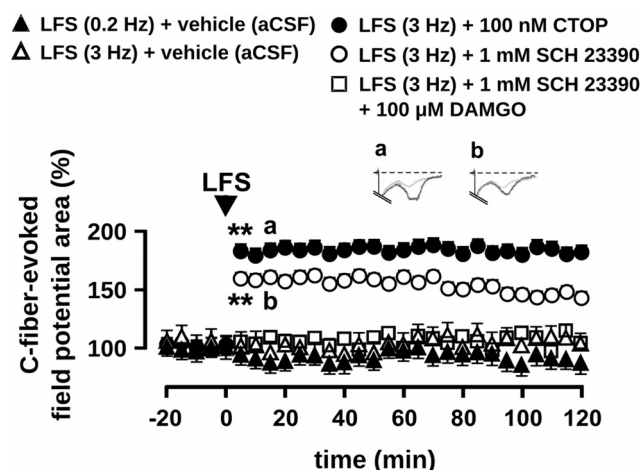 LFS (0.2 Hz) + vehicle (aCSF)
LFS (3 Hz) + vehicle (aCSF)
LFS (3 Hz) + 100 nM CTOP
LFS (3 Hz) + 1 mM SCH 23390
LFS (3 Hz) + 1 mM SCH 23390
+ 100 µM DAMGO
a
b
LFS
** a
** b
C-fiber-evoked
field potential area (%)
200
150
100
-20 0 20 40 60 80 100 120
time (min)